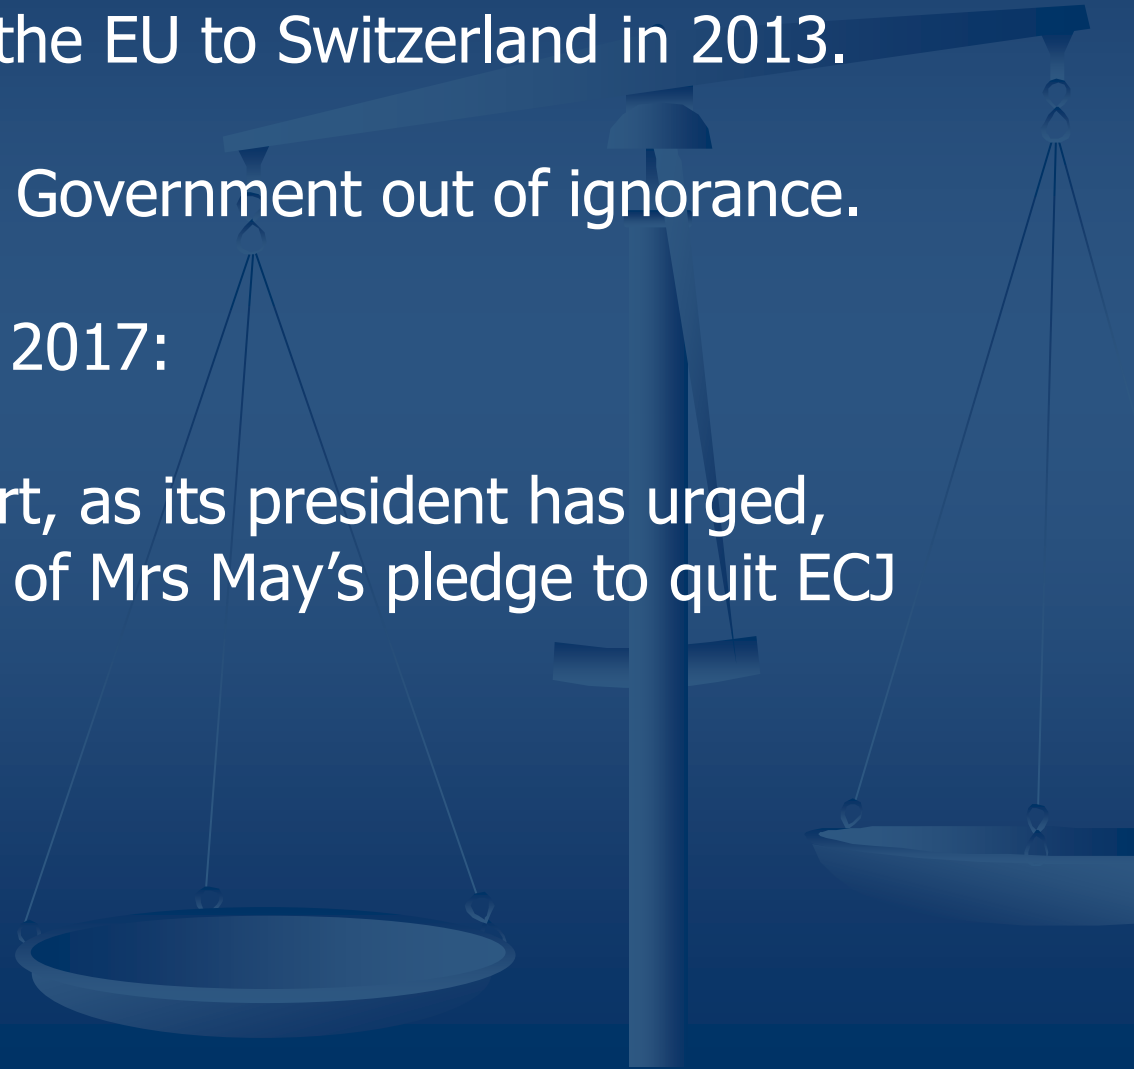 the EU to Switzerland in 2013.
Government out of ignorance.
2017:
rt, as its president has urged,
of Mrs May’s pledge to quit ECJ